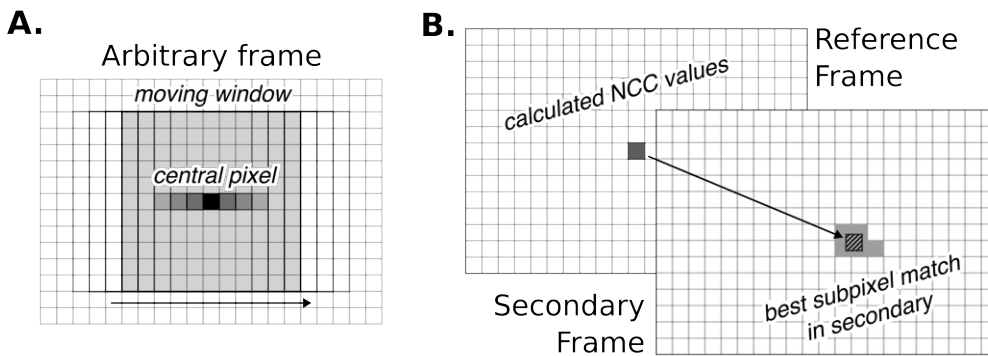 A.
Arbitrary frame
moving window
central pixel
B.
Reference
Frame
calculated NCC values
Secondary
Frame
best subpixel match
in secondary